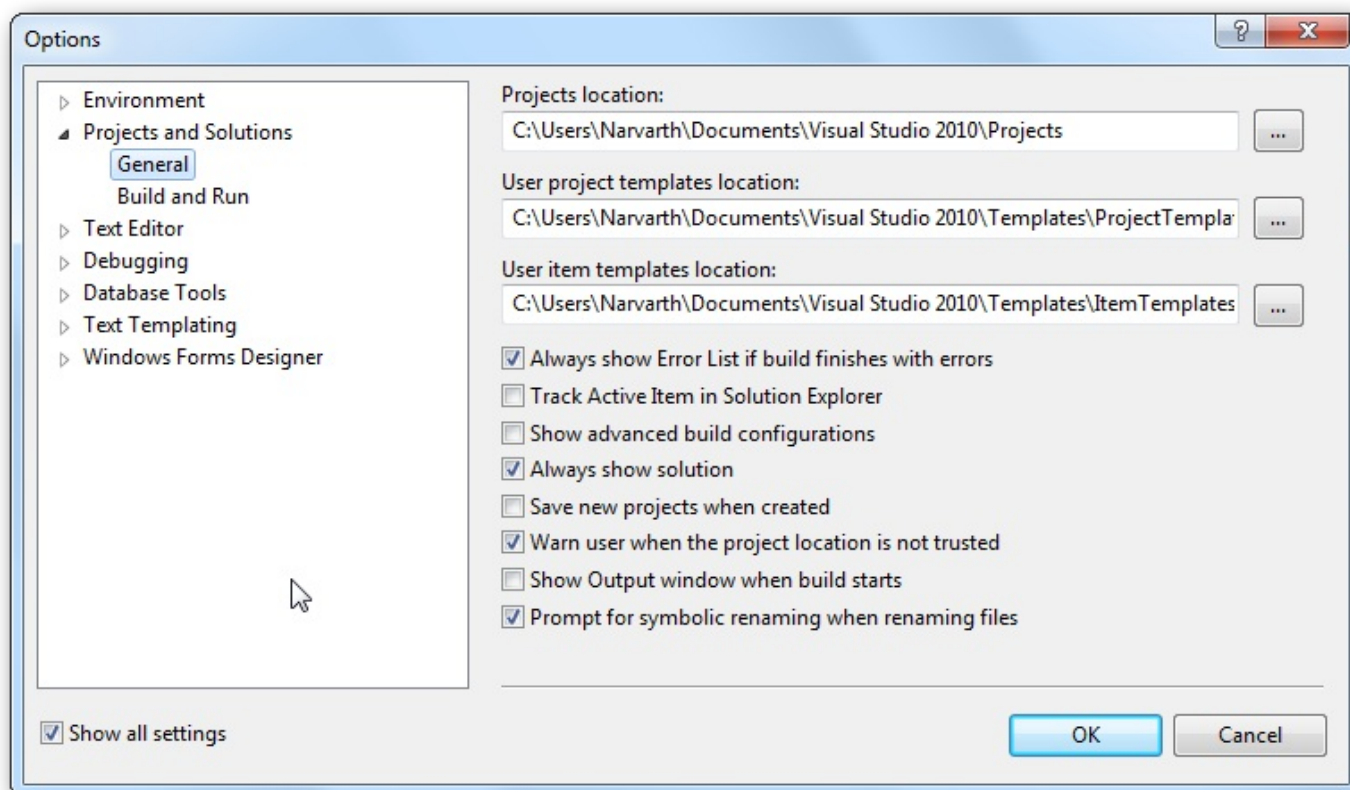 Options
Environment
Projects and Solutions
General
Build and Run
Text Editor
Debugging
Database Tools
Text Templating
Windows Forms Designer
Projects location:
C:\Users\Narvarth\Documents\Visual Studio 2010\Projects
...
User project templates location:
C:\Users\Narvarth\Documents\Visual Studio 2010\Templates\ProjectTempla
...
User item templates location:
C:\Users\Narvarth\Documents\Visual Studio 2010\Templates\ItemTemplates
...
Always show Error List if build finishes with errors
Track Active Item in Solution Explorer
Show advanced build configurations
Always show solution
Save new projects when created
Warn user when the project location is not trusted
Show Output window when build starts
Prompt for symbolic renaming when renaming files
Show all settings
OK
Cancel